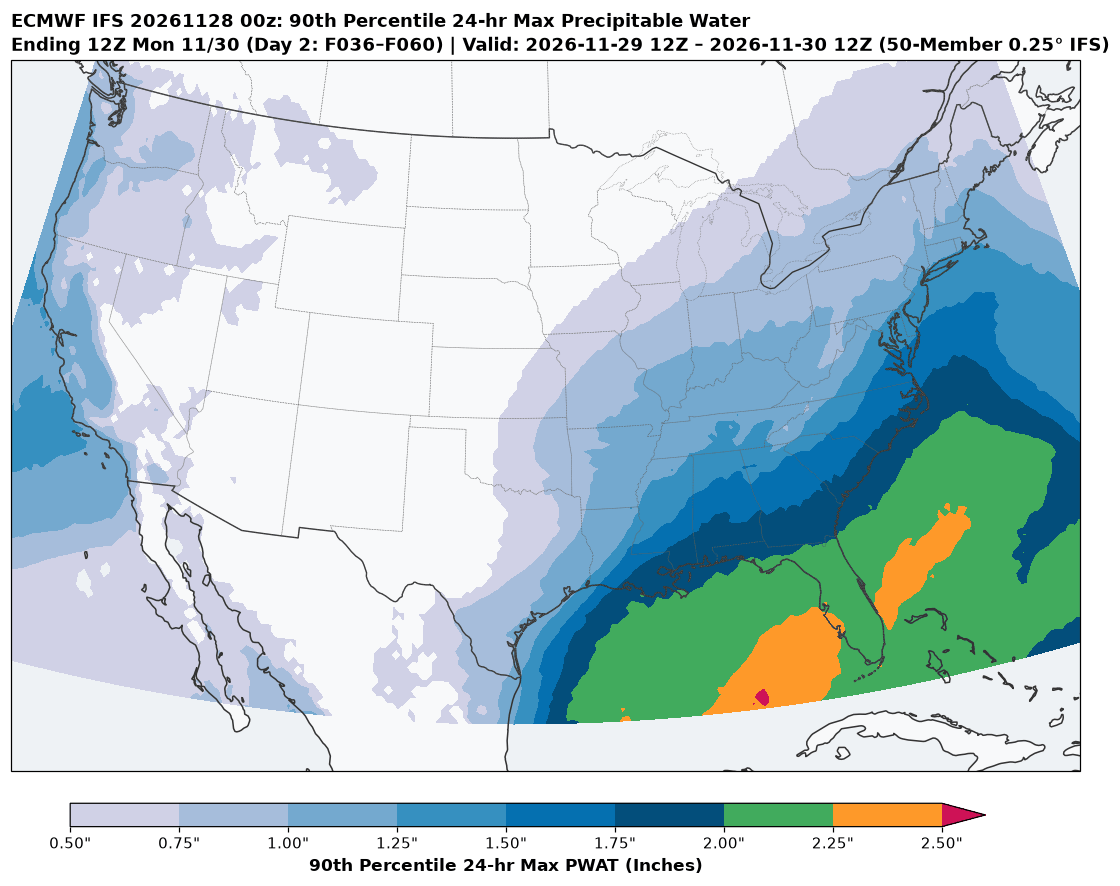 ECMWF IFS 20261128 00z: 90th Percentile 24-hr Max Precipitable Water
Ending 12Z Mon 11/30 (Day 2: F036–F060) | Valid: 2026-11-29 12Z – 2026-11-30 12Z (50-Member 0.25° IFS)
0.50" 0.75" 1.00" 1.25" 1.50" 1.75" 2.00" 2.25" 2.50"
90th Percentile 24-hr Max PWAT (Inches)